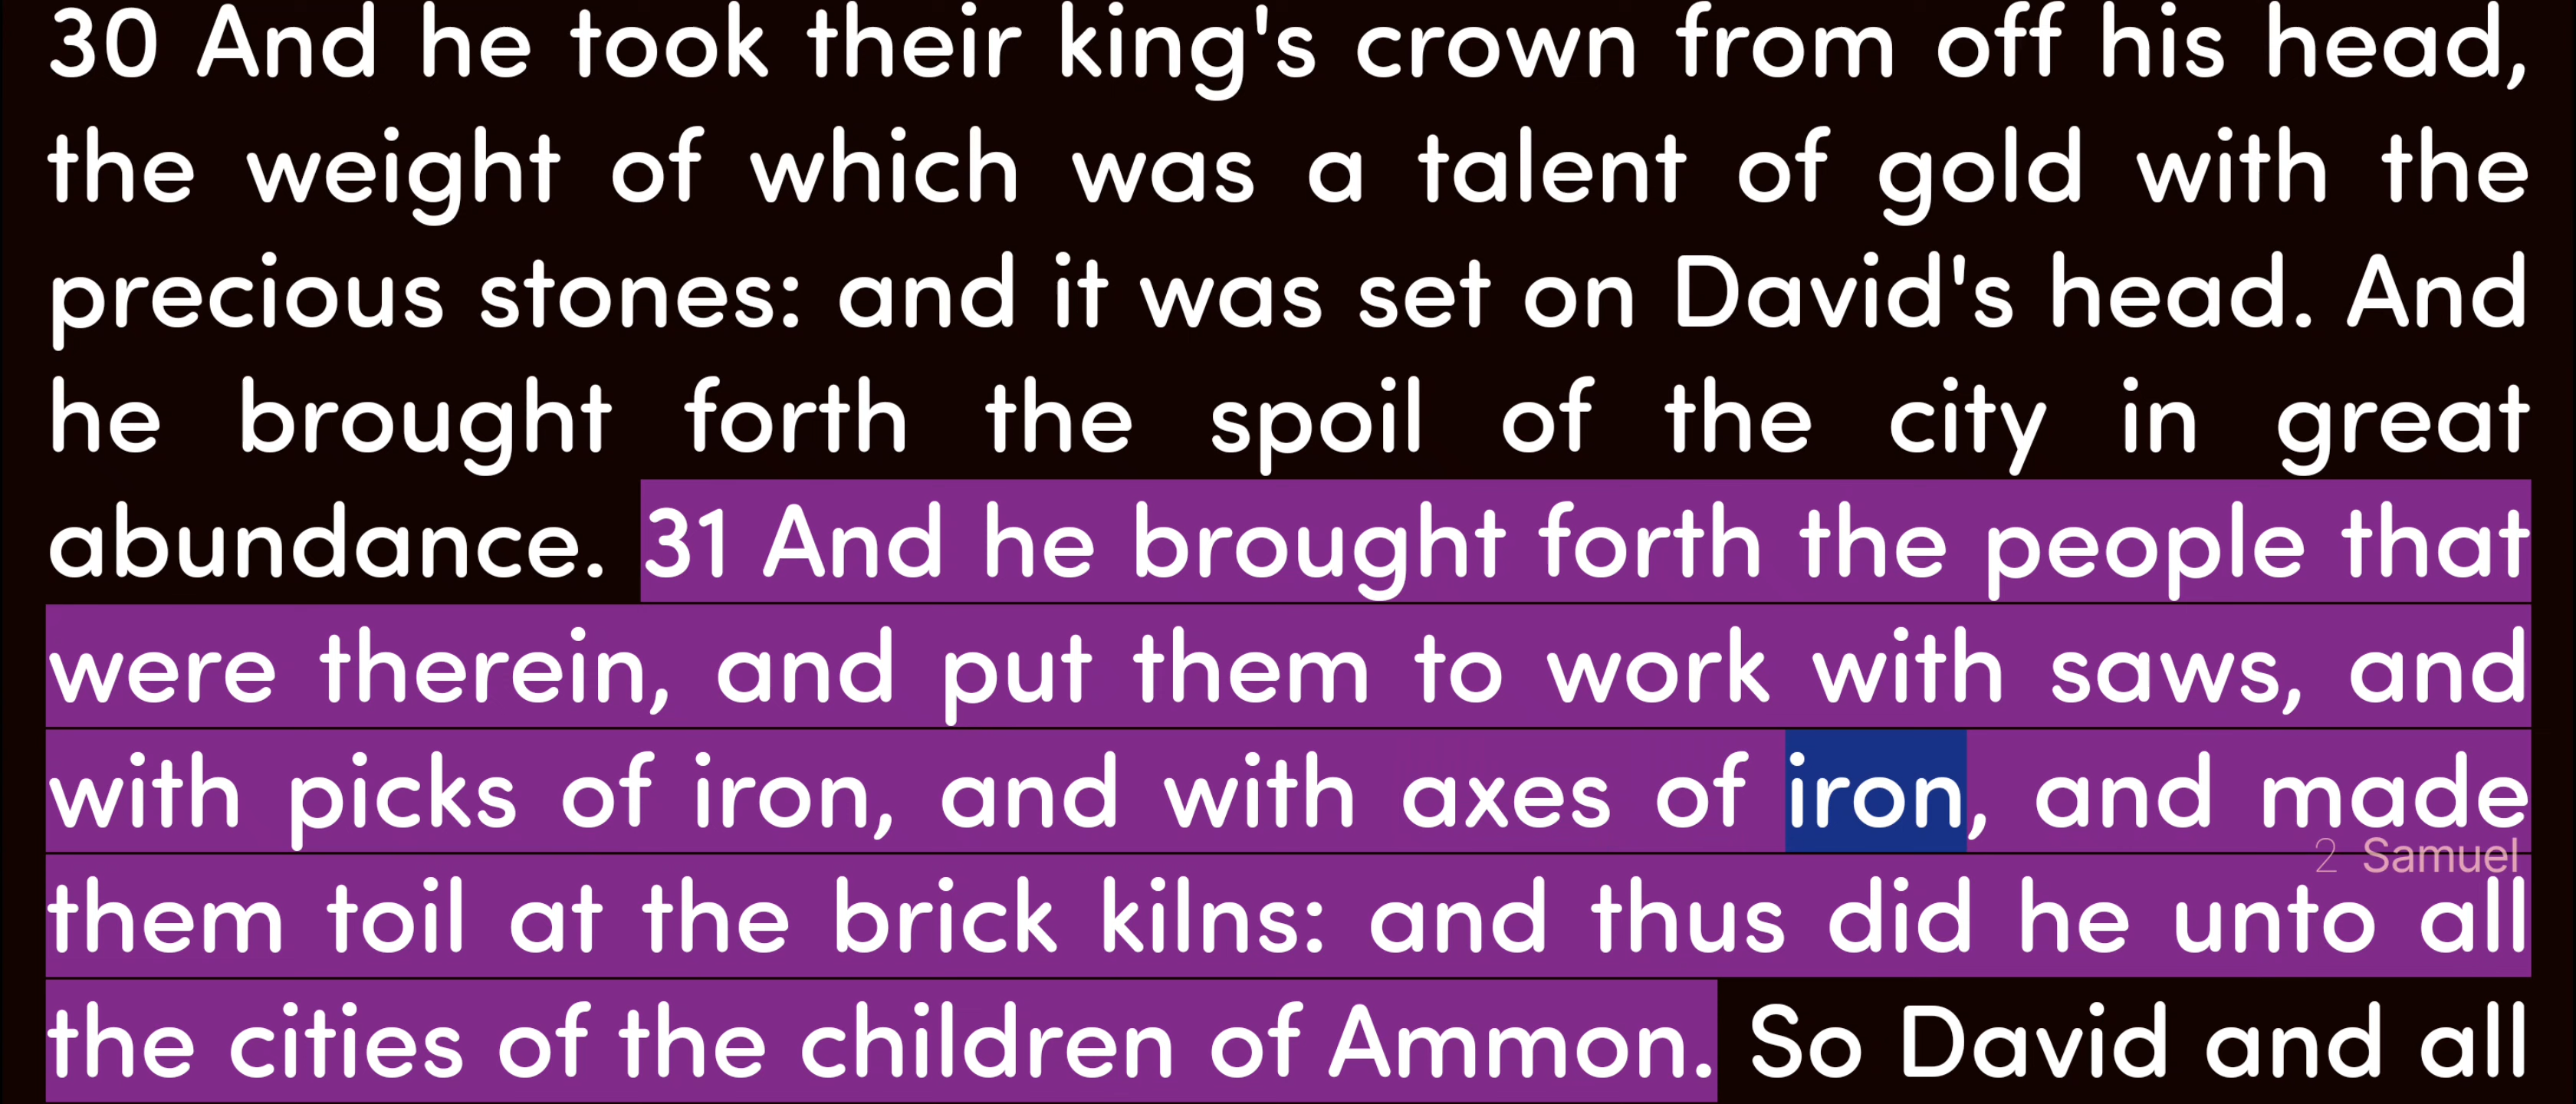 30 And he took their king's crown from off his head,
the weight of which was a talent of gold with the
precious stones: and it was set on David's head. And
he brought forth the spoil of the city in great
abundance. 31 And he brought forth the people that
were therein, and put them to work with saws, and
with picks of iron, and with axes of iron, and made
2 Samuel
them toil at the brick kilns: and thus did he unto all
the cities of the children of Ammon. So David and all